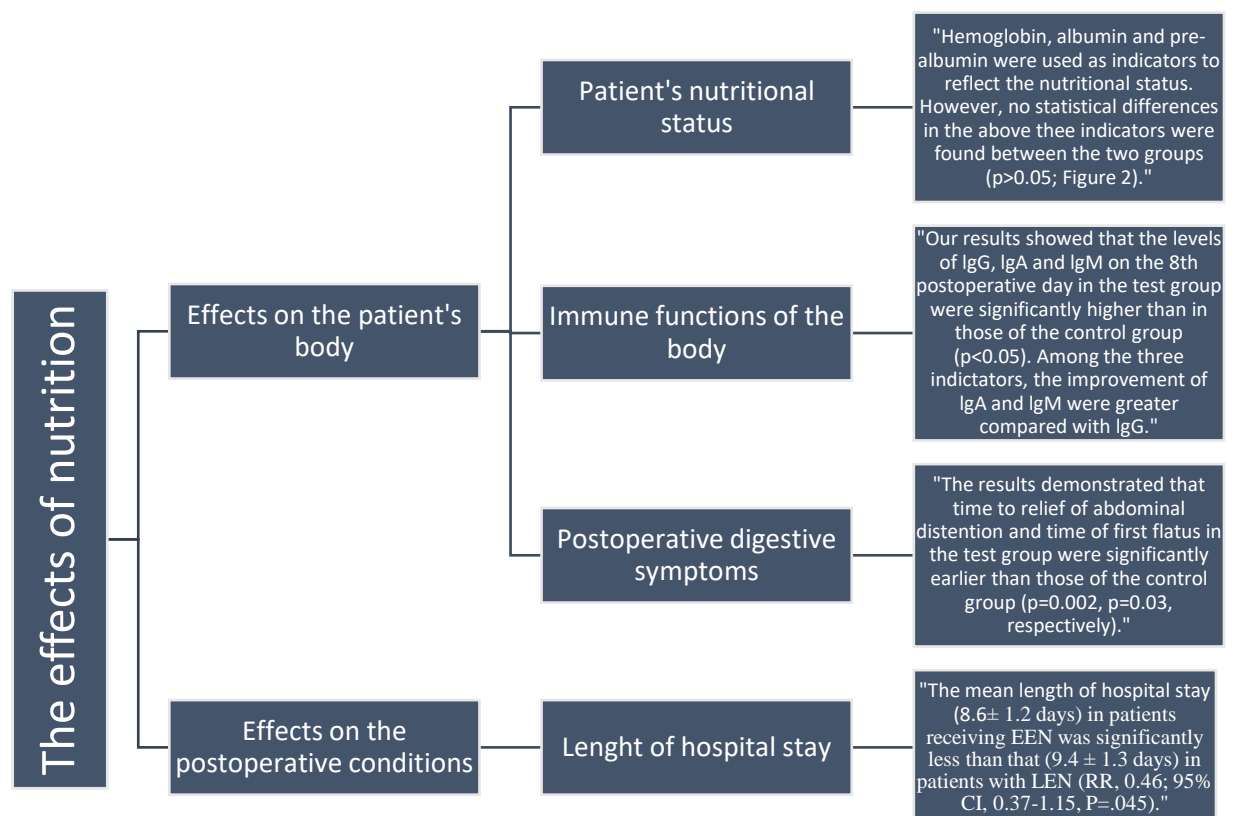 The effects of nutrition
Effects on the patient's
body
Patient's nutritional
status
"Hemoglobin, albumin and pre-
albumin were used as indicators to
reflect the nutritional status.
However, no statistical differences
in the above thee indicators were
found between the two groups
(p>0.05; Figure 2)."
Immune functions of the
body
"Our results showed that the levels
of lgG, lgA and lgM on the 8th
postoperative day in the test group
were significantly higher than in
those of the control group
(p<0.05). Among the three
indictators, the improvement of
lgA and lgM were greater
compared with lgG."
Postoperative digestive
symptoms
"The results demonstrated that
time to relief of abdominal
distention and time of first flatus in
the test group were significantly
earlier than those of the control
group (p=0.002, p=0.03,
respectively)."
Effects on the
postoperative conditions
Lenght of hospital stay
"The mean length of hospital stay
(8.6± 1.2 days) in patients
receiving EEN was significantly
less than that (9.4 ± 1.3 days) in
patients with LEN (RR, 0.46; 95%
CI, 0.37-1.15, P=.045)."